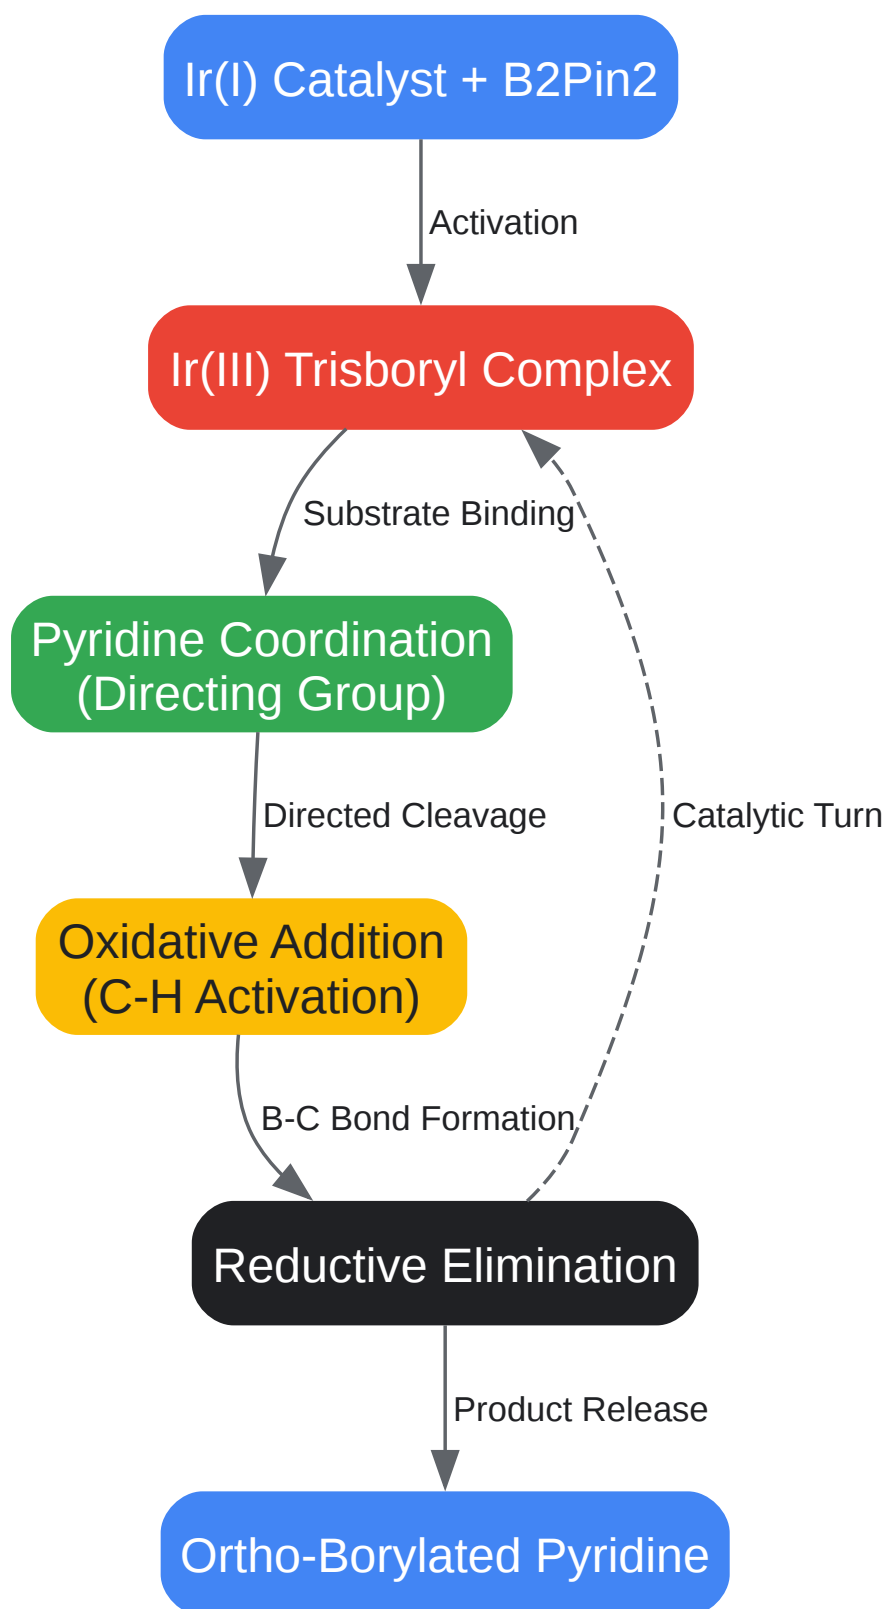 Ir(I) Catalyst + B2Pin2
Activation
Ir(III) Trisboryl Complex
Substrate Binding
Pyridine Coordination
(Directing Group)
Directed Cleavage
Catalytic Turn
Oxidative Addition
(C-H Activation)
B-C Bond Formation
Reductive Elimination
Product Release
Ortho-Borylated Pyridine